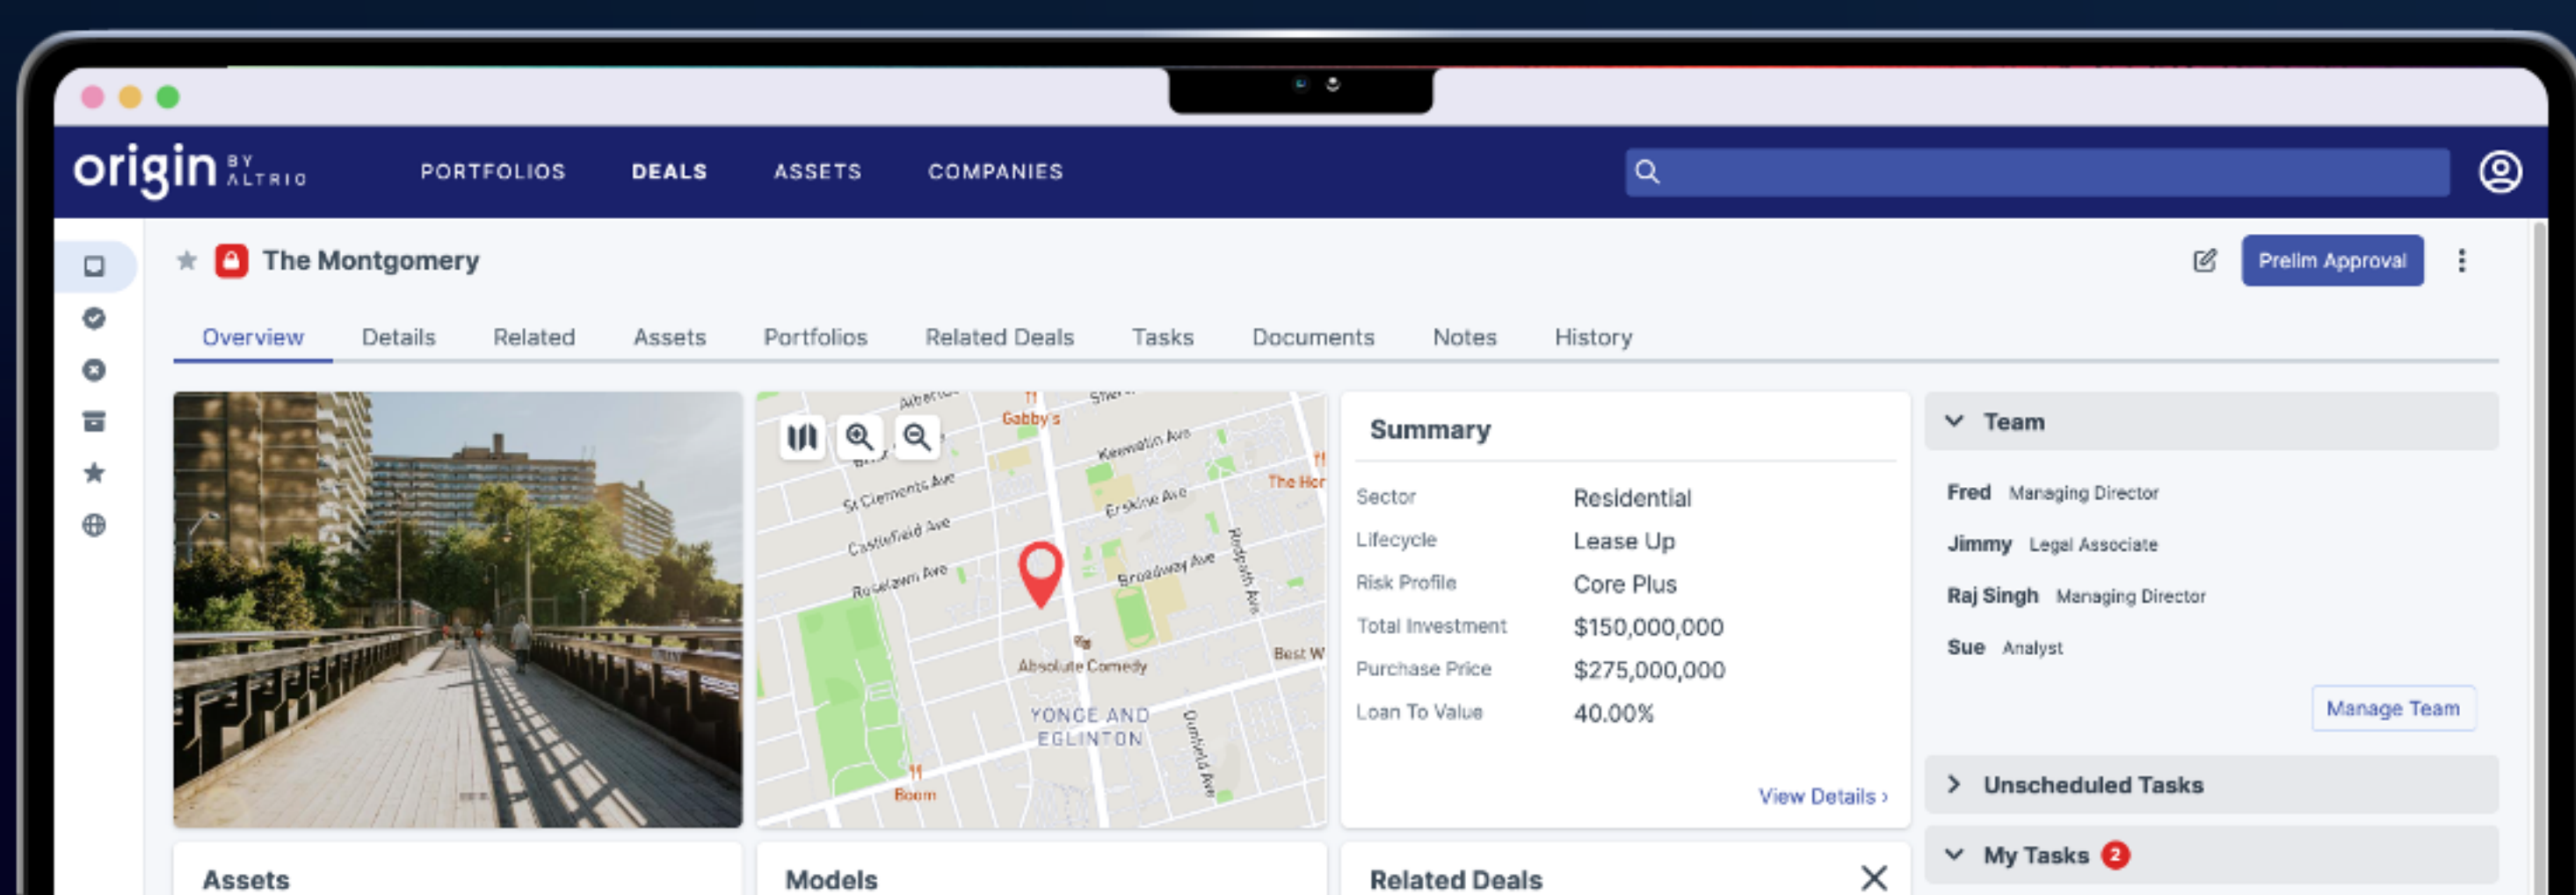 origin BY ALTRIO
PORTFOLIOS
DEALS
ASSETS
COMPANIES
The Montgomery
Prelim Approval
Overview
Details
Related
Assets
Portfolios
Related Deals
Tasks
Documents
Notes
History
Gabby's
Keewatin Ave
The Hor
St Clements Ave
Erskine Ave
Castlefield Ave
Roselawn Ave
Broadway Ave
Redpath Ave
Absolute Comedy
Best W
YONGE AND
EGLINTON
Dunfield Ave
Boom
Summary
Sector Residential
Lifecycle Lease Up
Risk Profile Core Plus
Total Investment $150,000,000
Purchase Price $275,000,000
Loan To Value 40.00%
View Details ›
Team
Fred Managing Director
Jimmy Legal Associate
Raj Singh Managing Director
Sue Analyst
Manage Team
Unscheduled Tasks
My Tasks 2
Assets
Models
Related Deals